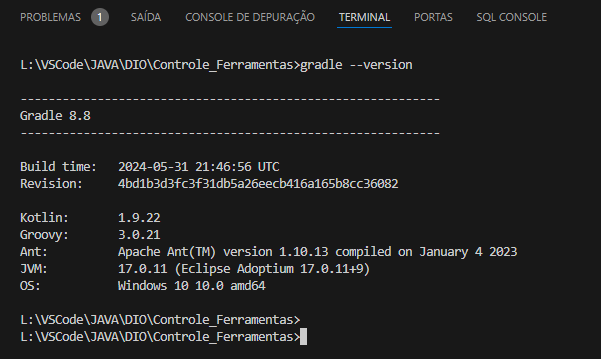 PROBLEMAS 1 SAÍDA CONSOLE DE DEPURAÇÃO TERMINAL PORTAS SQL CONSOLE
L:\VSCode\JAVA\DIO\Controle_Ferramentas>gradle --version
------------------------------------------------------------
Gradle 8.8
------------------------------------------------------------
Build time:   2024-05-31 21:46:56 UTC
Revision:     4bd1b3d3fc3f31db5a26eecb416a165b8cc36082
Kotlin:       1.9.22
Groovy:       3.0.21
Ant:          Apache Ant(TM) version 1.10.13 compiled on January 4 2023
JVM:          17.0.11 (Eclipse Adoptium 17.0.11+9)
OS:           Windows 10 10.0 amd64
L:\VSCode\JAVA\DIO\Controle_Ferramentas>
L:\VSCode\JAVA\DIO\Controle_Ferramentas>